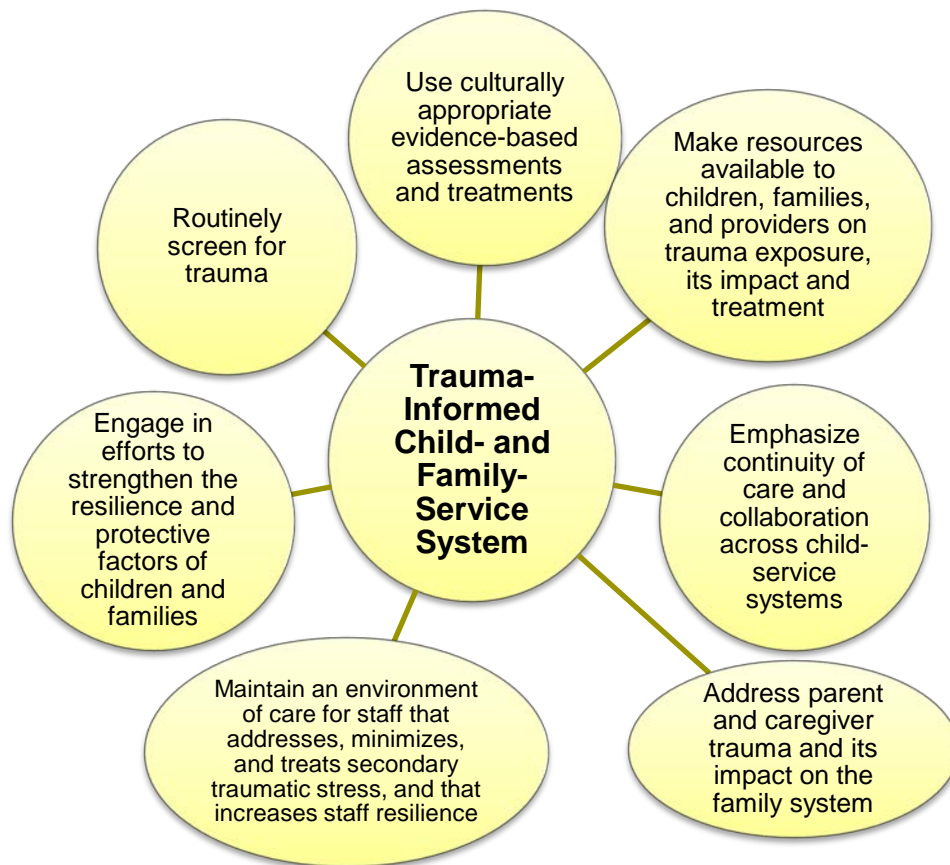 Use culturally
appropriate
evidence-based
assessments
and treatments
Make resources
available to
children, families,
and providers on
trauma exposure,
its impact and
treatment
Routinely
screen for
trauma
Trauma-
Informed
Child- and
Family-
Service
System
Engage in
efforts to
strengthen the
resilience and
protective
factors of
children and
families
Emphasize
continuity of
care and
collaboration
across child-
service
systems
Maintain an environment
of care for staff that
addresses, minimizes,
and treats secondary
traumatic stress, and that
increases staff resilience
Address parent
and caregiver
trauma and its
impact on the
family system